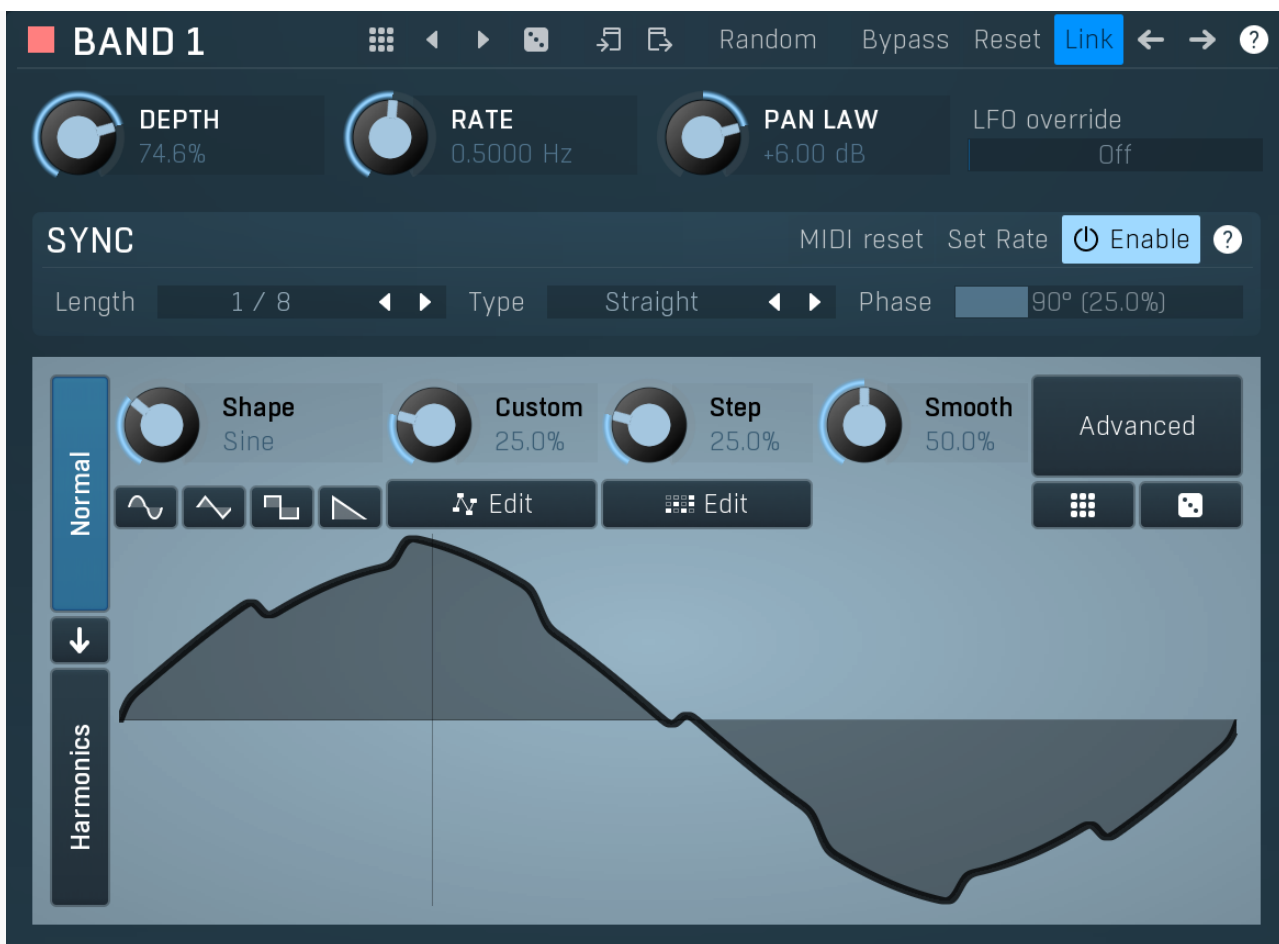 BAND 1 Random Bypass Reset Link ?
DEPTH RATE PAN LAW LFO override
74.6% 0.5000 Hz +6.00 dB Off
SYNC MIDI reset Set Rate Enable ?
Length 1 / 8 Type Straight Phase 90° (25.0%)
Shape Custom Step Smooth
Sine 25.0% 25.0% 50.0%
Advanced
Normal
Edit Edit
Harmonics